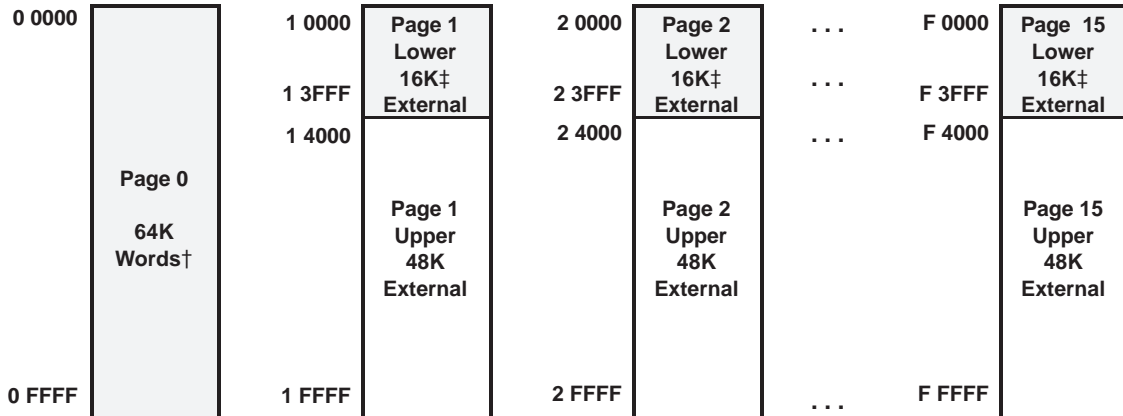 0 0000
Page 0
64K
Words†
0 FFFF
1 0000
1 3FFF
1 4000
1 FFFF
Page 1
Lower
16K‡
External
Page 1
Upper
48K
External
2 0000
2 3FFF
2 4000
2 FFFF
Page 2
Lower
16K‡
External
Page 2
Upper
48K
External
. . .
. . .
. . .
. . .
F 0000
F 3FFF
F 4000
F FFFF
Page 15
Lower
16K‡
External
Page 15
Upper
48K
External